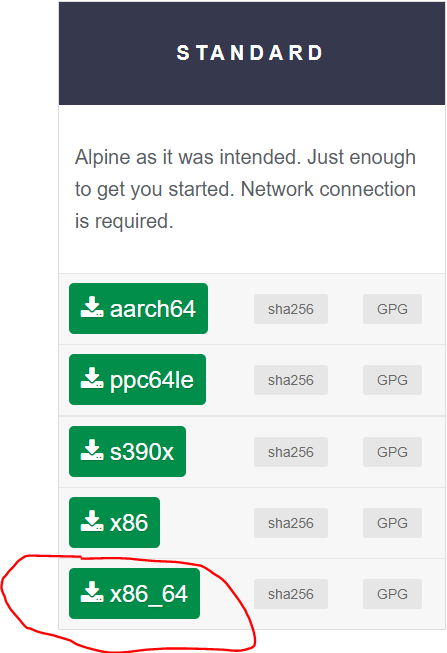 STANDARD
Alpine as it was intended. Just enough
to get you started. Network connection
is required.
aarch64 sha256 GPG
ppc64le sha256 GPG
s390x sha256 GPG
x86 sha256 GPG
x86_64 sha256 GPG